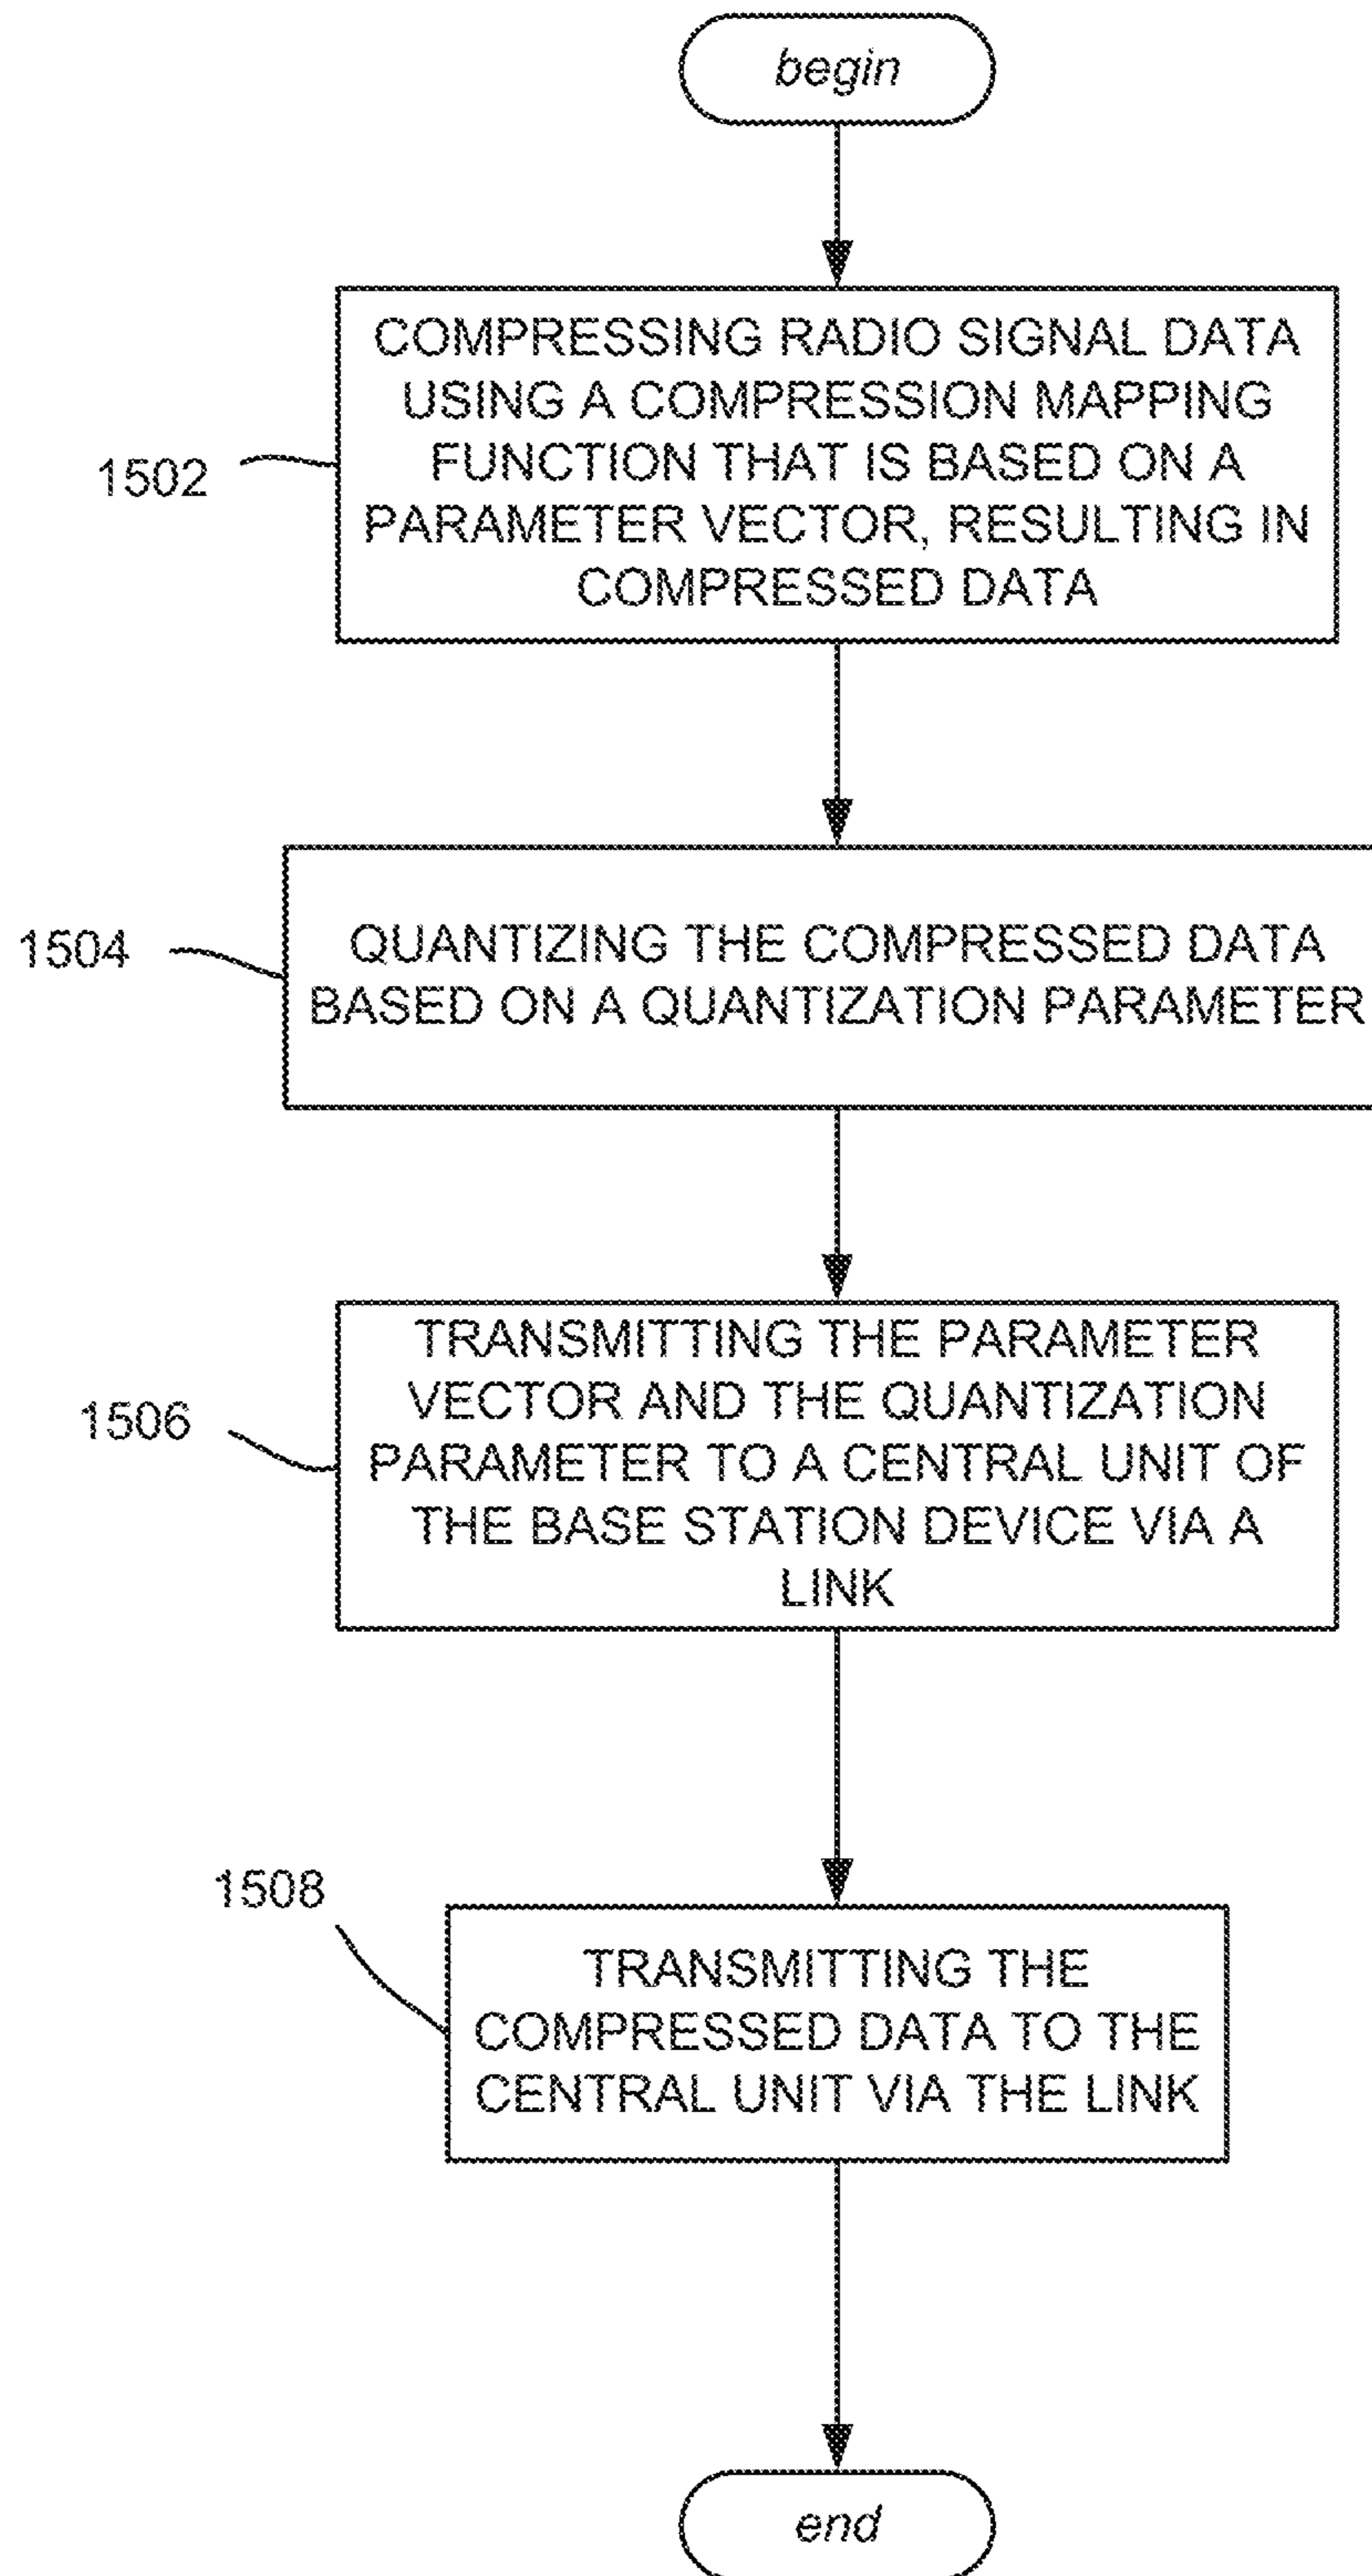 begin
COMPRESSING RADIO SIGNAL DATA
USING A COMPRESSION MAPPING
FUNCTION THAT IS BASED ON A
PARAMETER VECTOR, RESULTING IN
COMPRESSED DATA
1502
QUANTIZING THE COMPRESSED DATA
BASED ON A QUANTIZATION PARAMETER
1504
TRANSMITTING THE PARAMETER
VECTOR AND THE QUANTIZATION
PARAMETER TO A CENTRAL UNIT OF
THE BASE STATION DEVICE VIA A
LINK
1506
1508
TRANSMITTING THE
COMPRESSED DATA TO THE
CENTRAL UNIT VIA THE LINK
end